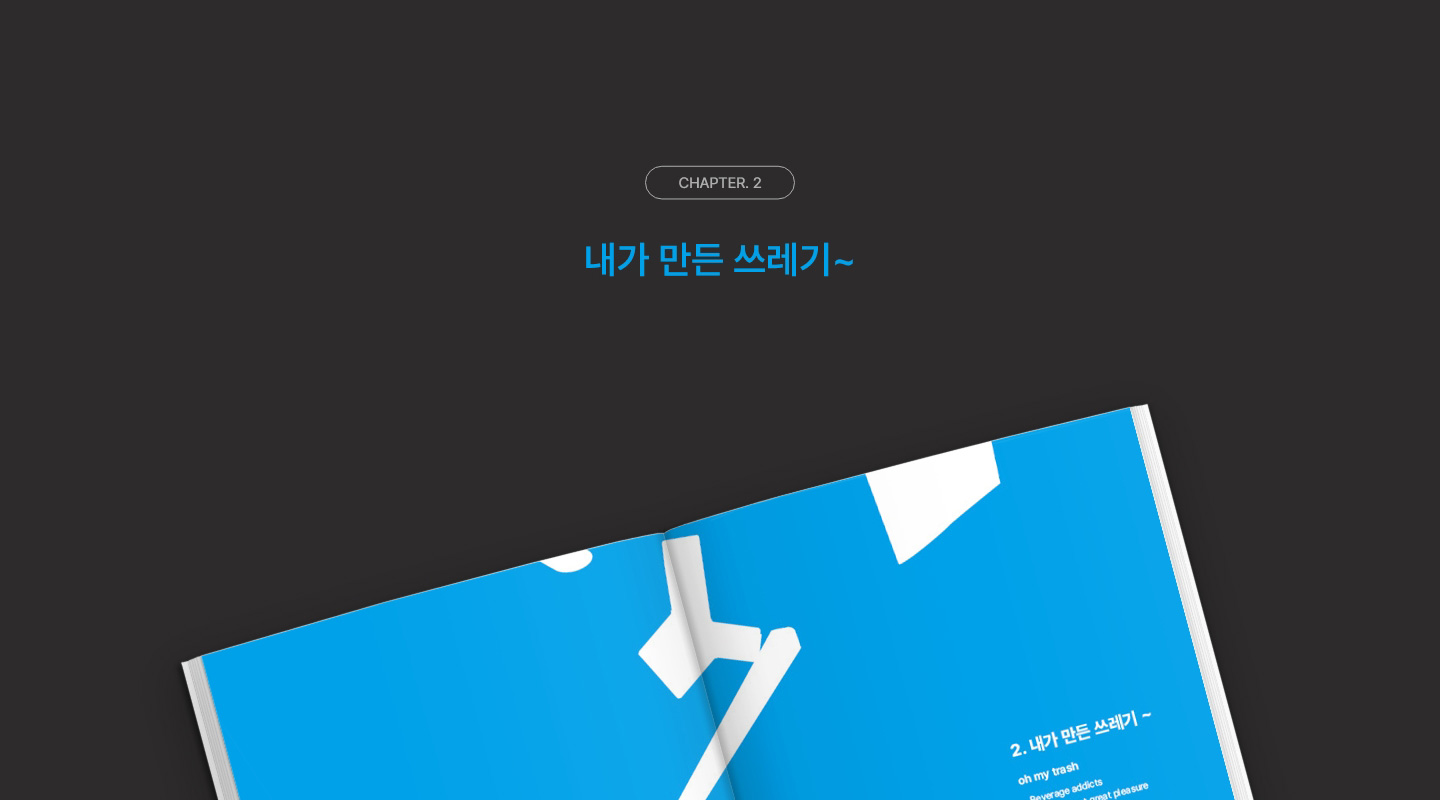 CHAPTER. 2
내가 만든 쓰레기~
2. 내가 만든 쓰레기 ~
oh my trash
Beverage addicts
great pleasure